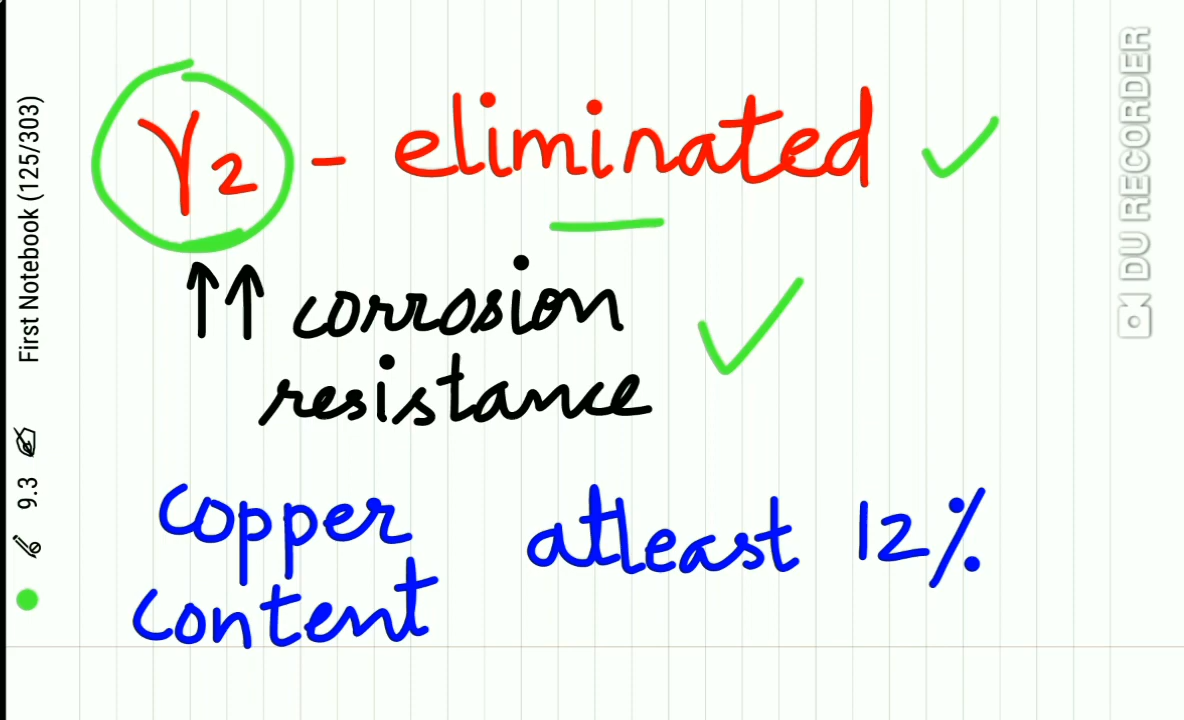 γ2 - eliminated ✓
↑↑ corrosion ✓
resistance
copper atleast 12%
content
First Notebook (125/303)
9.3
DU RECORDER